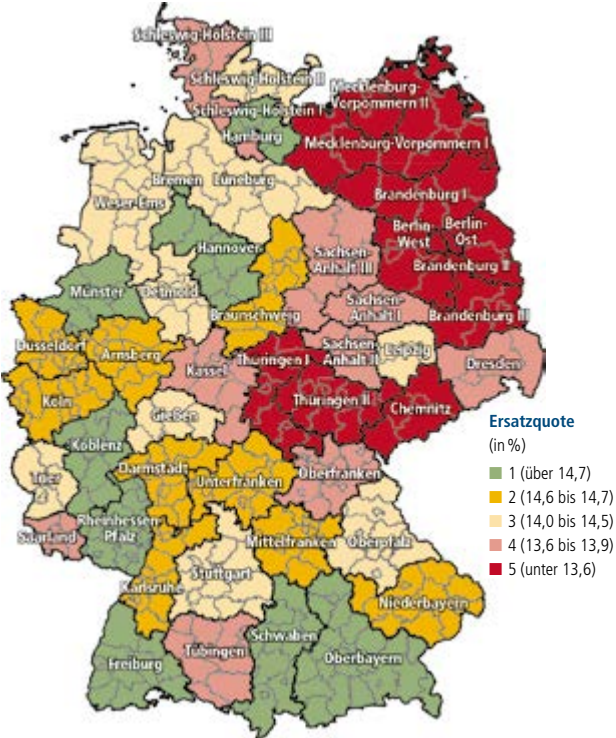 Schleswig-Holstein III
Schleswig-Holstein II
Mecklenburg-
Vorpommern II
Schleswig-Holstein I
Hamburg
Mecklenburg-Vorpommern I
Bremen
Lüneburg
Weser-Ems
Brandenburg I
Berlin-
West
Berlin-
Ost
Hannover
Sachsen-
Anhalt III
Brandenburg II
Münster
Detmold
Sachsen-
Anhalt I
Braunschweig
Brandenburg III
Düsseldorf
Arnsberg
Kassel
Thüringen I
Sachsen-
Anhalt II
Leipzig
Dresden
Köln
Thüringen II
Chemnitz
Gießen
Koblenz
Darmstadt
Oberfranken
Trier
Unterfranken
Rheinhessen-
Pfalz
Saarland
Mittelfranken
Oberpfalz
Karlsruhe
Stuttgart
Niederbayern
Schwaben
Tübingen
Oberbayern
Freiburg
Ersatzquote
(in %)
1 (über 14,7)
2 (14,6 bis 14,7)
3 (14,0 bis 14,5)
4 (13,6 bis 13,9)
5 (unter 13,6)